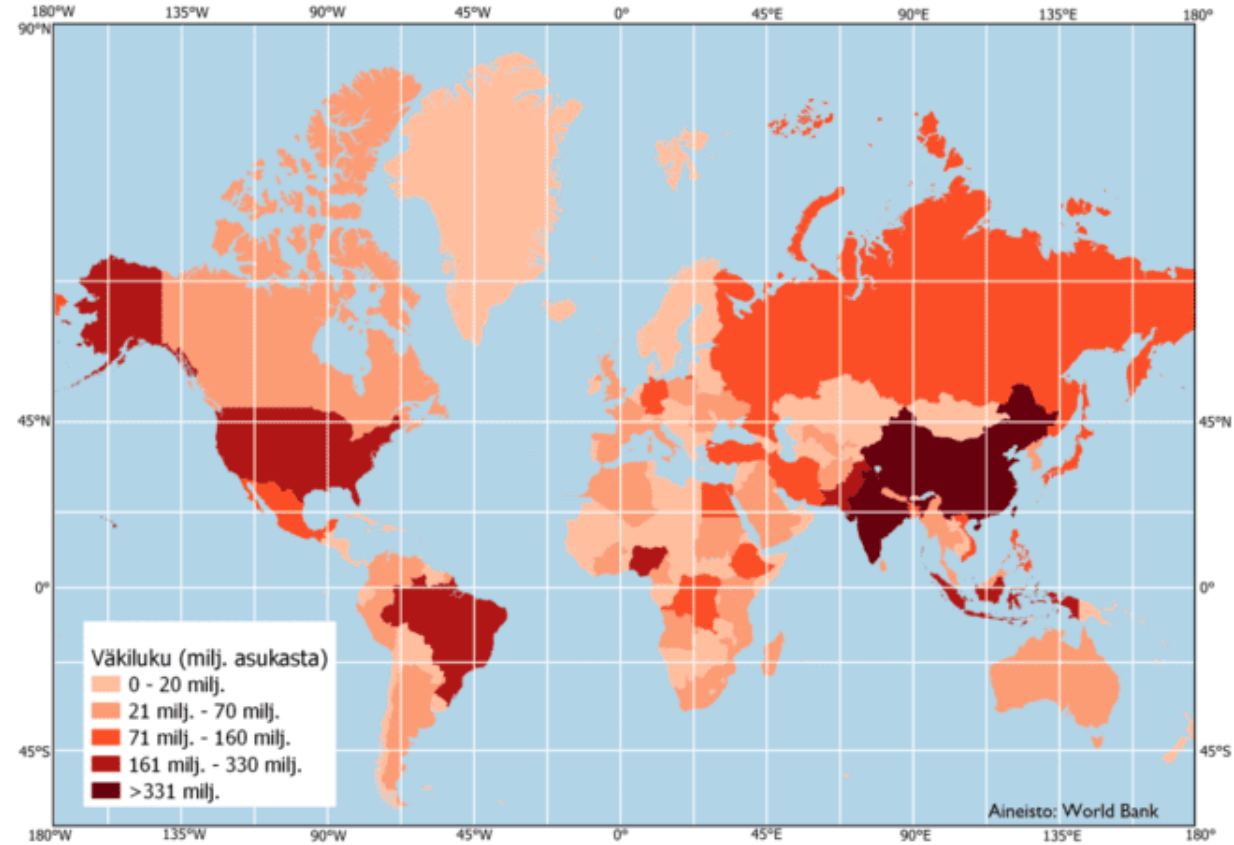 180°W 135°W 90°W 45°W 0° 45°E 90°E 135°E 180°
90°N
45°N 45°N
0° 0°
Väkiluku (milj. asukasta)
0 - 20 milj.
21 milj. - 70 milj.
71 milj. - 160 milj.
161 milj. - 330 milj.
>331 milj.
45°S 45°S
Aineisto: World Bank
180°W 135°W 90°W 45°W 0° 45°E 90°E 135°E 180°